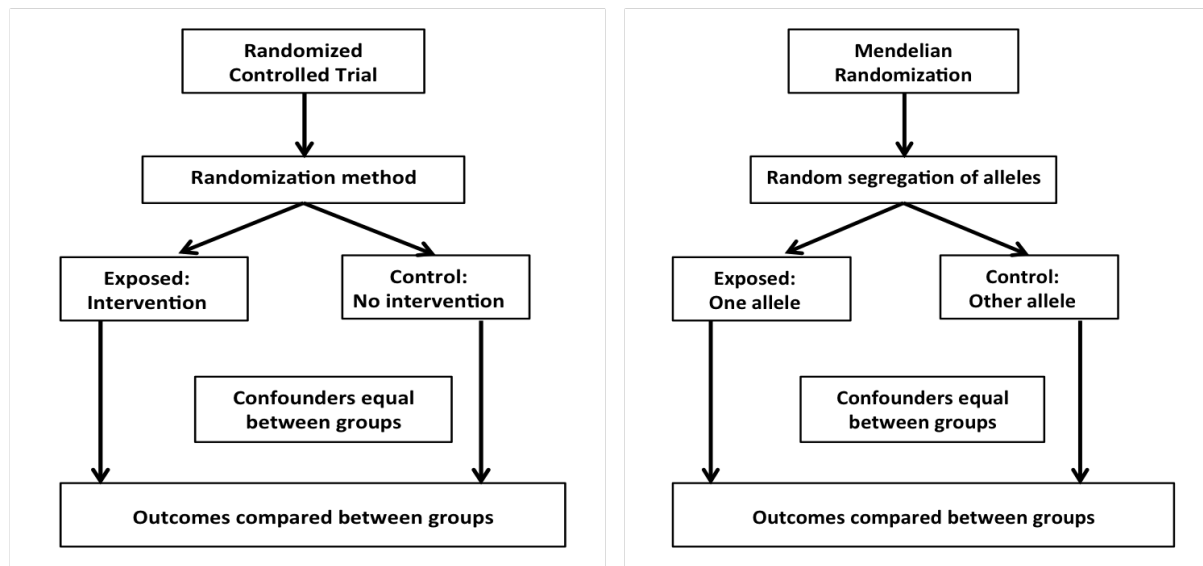 Randomized
Controlled Trial
Randomization method
Exposed:
Intervention
Control:
No intervention
Confounders equal
between groups
Outcomes compared between groups
Mendelian
Randomization
Random segregation of alleles
Exposed:
One allele
Control:
Other allele
Confounders equal
between groups
Outcomes compared between groups